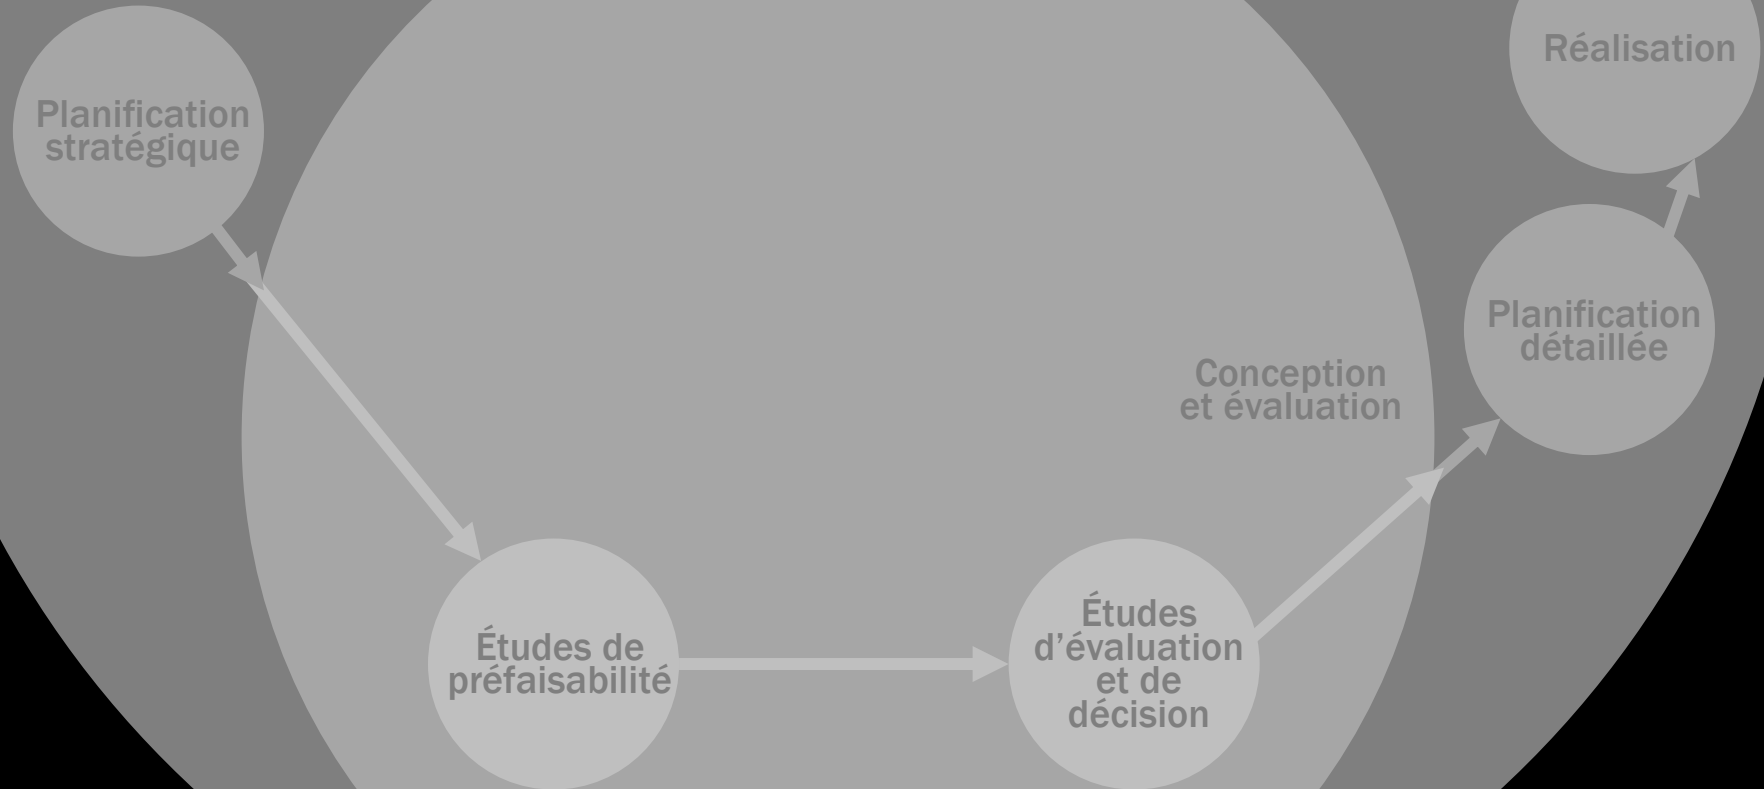 Planification
stratégique
Études de
préfaisabilité
Études
d’évaluation
et de
décision
Conception
et évaluation
Planification
détaillée
Réalisation